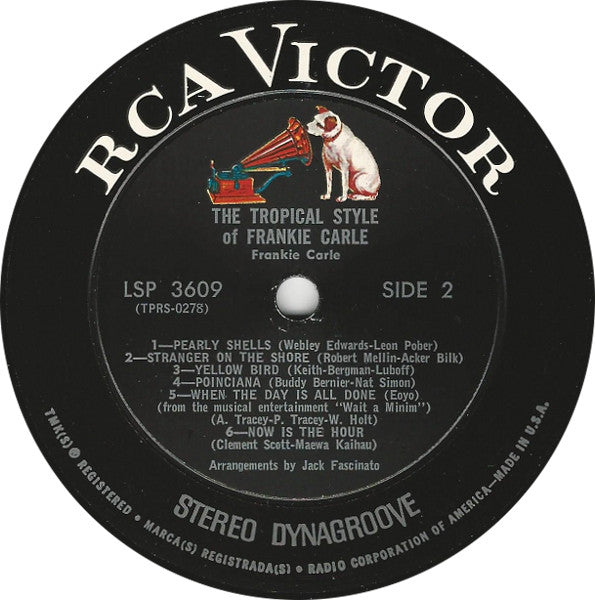 RCA VICTOR
THE TROPICAL STYLE
of FRANKIE CARLE
Frankie Carle
LSP 3609
(TPRS-0278)
SIDE 2
1—PEARLY SHELLS (Webley Edwards-Leon Pober)
2—STRANGER ON THE SHORE (Robert Mellin-Acker Bilk)
3—YELLOW BIRD (Keith-Bergman-Luboff)
4—POINCIANA (Buddy Bernier-Nat Simon)
5—WHEN THE DAY IS ALL DONE (Eoyo)
(from the musical entertainment "Wait a Minim")
(A. Tracey-P. Tracey-W. Holt)
6—NOW IS THE HOUR
(Clement Scott-Maewa Kaihau)
Arrangements by Jack Fascinato
STEREO DYNAGROOVE
TMK(S) ® REGISTERED • MARCA(S) REGISTRADA(S) • RADIO CORPORATION OF AMERICA—MADE IN U.S.A.